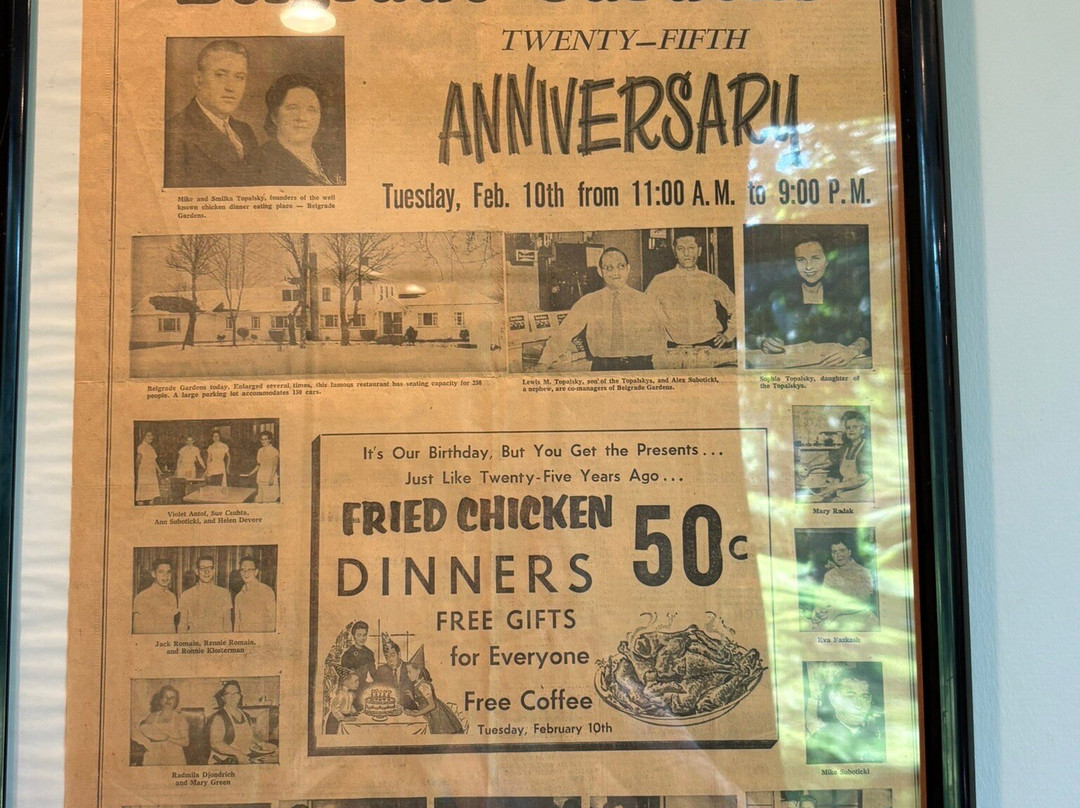 Belgrade Gardens
TWENTY-FIFTH
ANNIVERSARY
Tuesday, Feb. 10th from 11:00 A.M. to 9:00 P.M.
Mike and Smilka Topalsky, founders of the well
known chicken dinner eating place — Belgrade
Gardens.
Belgrade Gardens today. Enlarged several times, this famous restaurant has seating capacity for 250
people. A large parking lot accommodates 150 cars.
Lewis M. Topalsky, son of the Topalskys, and Alex Suboticki,
a nephew, are co-managers of Belgrade Gardens.
Sophia Topalsky, daughter of
the Topalskys.
Violet Antof, Sue
Ann Suboticki, and Helen Devore
Jack Romain, Rennie Romain,
and Ronnie Klosterman
Radmila Djondrich
and Mary Green
It's Our Birthday, But You Get the Presents...
Just Like Twenty-Five Years Ago...
FRIED CHICKEN
DINNERS
50c
FREE GIFTS
for Everyone
Free Coffee
Tuesday, February 10th
Mary Radak
Eva
Mike Suboticki